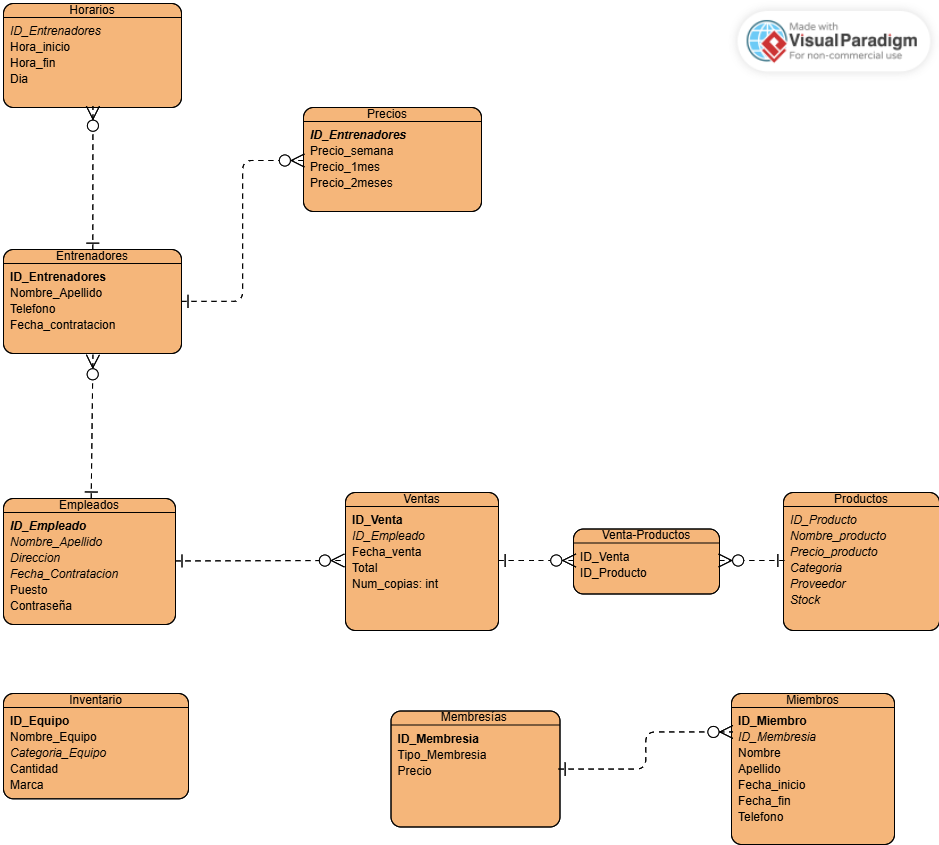 Horarios
ID_Entrenadores
Hora_inicio
Hora_fin
Dia
Made with
VisualParadigm
For non-commercial use
Precios
ID_Entrenadores
Precio_semana
Precio_1mes
Precio_2meses
Entrenadores
ID_Entrenadores
Nombre_Apellido
Telefono
Fecha_contratacion
Empleados
ID_Empleado
Nombre_Apellido
Direccion
Fecha_Contratacion
Puesto
Contraseña
Ventas
ID_Venta
ID_Empleado
Fecha_venta
Total
Num_copias: int
Venta-Productos
ID_Venta
ID_Producto
Productos
ID_Producto
Nombre_producto
Precio_producto
Categoria
Proveedor
Stock
Inventario
ID_Equipo
Nombre_Equipo
Categoria_Equipo
Cantidad
Marca
Membresías
ID_Membresia
Tipo_Membresia
Precio
Miembros
ID_Miembro
ID_Membresia
Nombre
Apellido
Fecha_inicio
Fecha_fin
Telefono